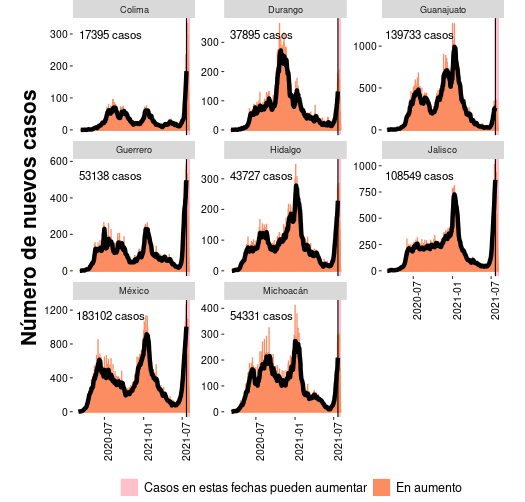 Número de nuevos casos
Colima
17395 casos
300
200
100
0
Durango
37895 casos
300
200
100
0
Guanajuato
139733 casos
1000
500
0
Guerrero
53138 casos
600
400
200
0
Hidalgo
43727 casos
300
200
100
0
Jalisco
108549 casos
1000
750
500
250
0
2020-07
2021-01
2021-07
México
183102 casos
1200
800
400
0
2020-07
2021-01
2021-07
Michoacán
54331 casos
400
300
200
100
0
2020-07
2021-01
2021-07
Casos en estas fechas pueden aumentar
En aumento